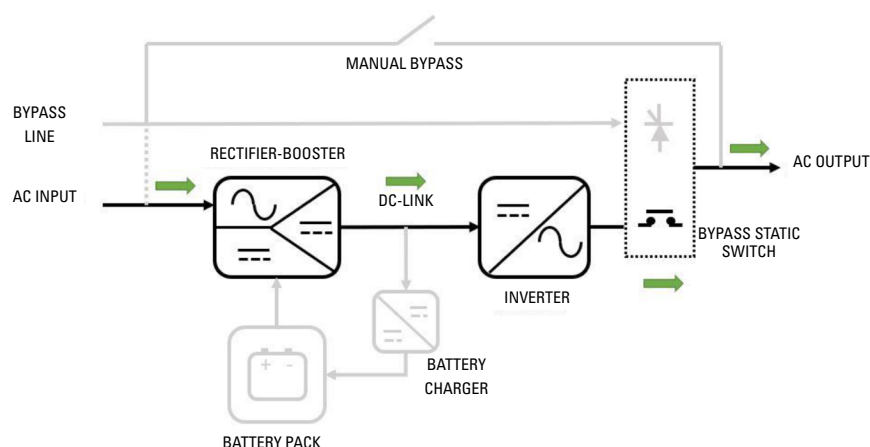 MANUAL BYPASS
BYPASS
LINE
RECTIFIER-BOOSTER
AC INPUT
DC-LINK
AC OUTPUT
BYPASS STATIC
SWITCH
INVERTER
BATTERY
CHARGER
+ -
BATTERY PACK